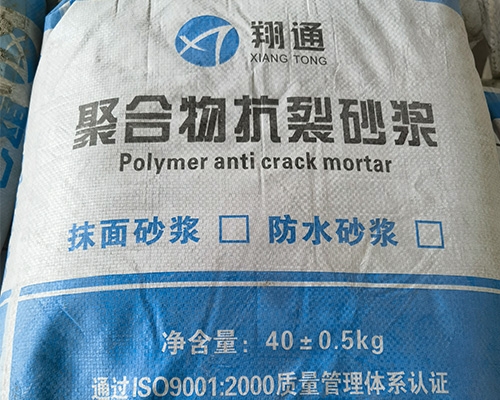 翔通
XIANG TONG
聚合物抗裂砂浆
Polymer anti crack mortar
抹面砂浆 □ 防水砂浆 □
净含量: 40±0.5kg
通过ISO9001:2000质量管理体系认证